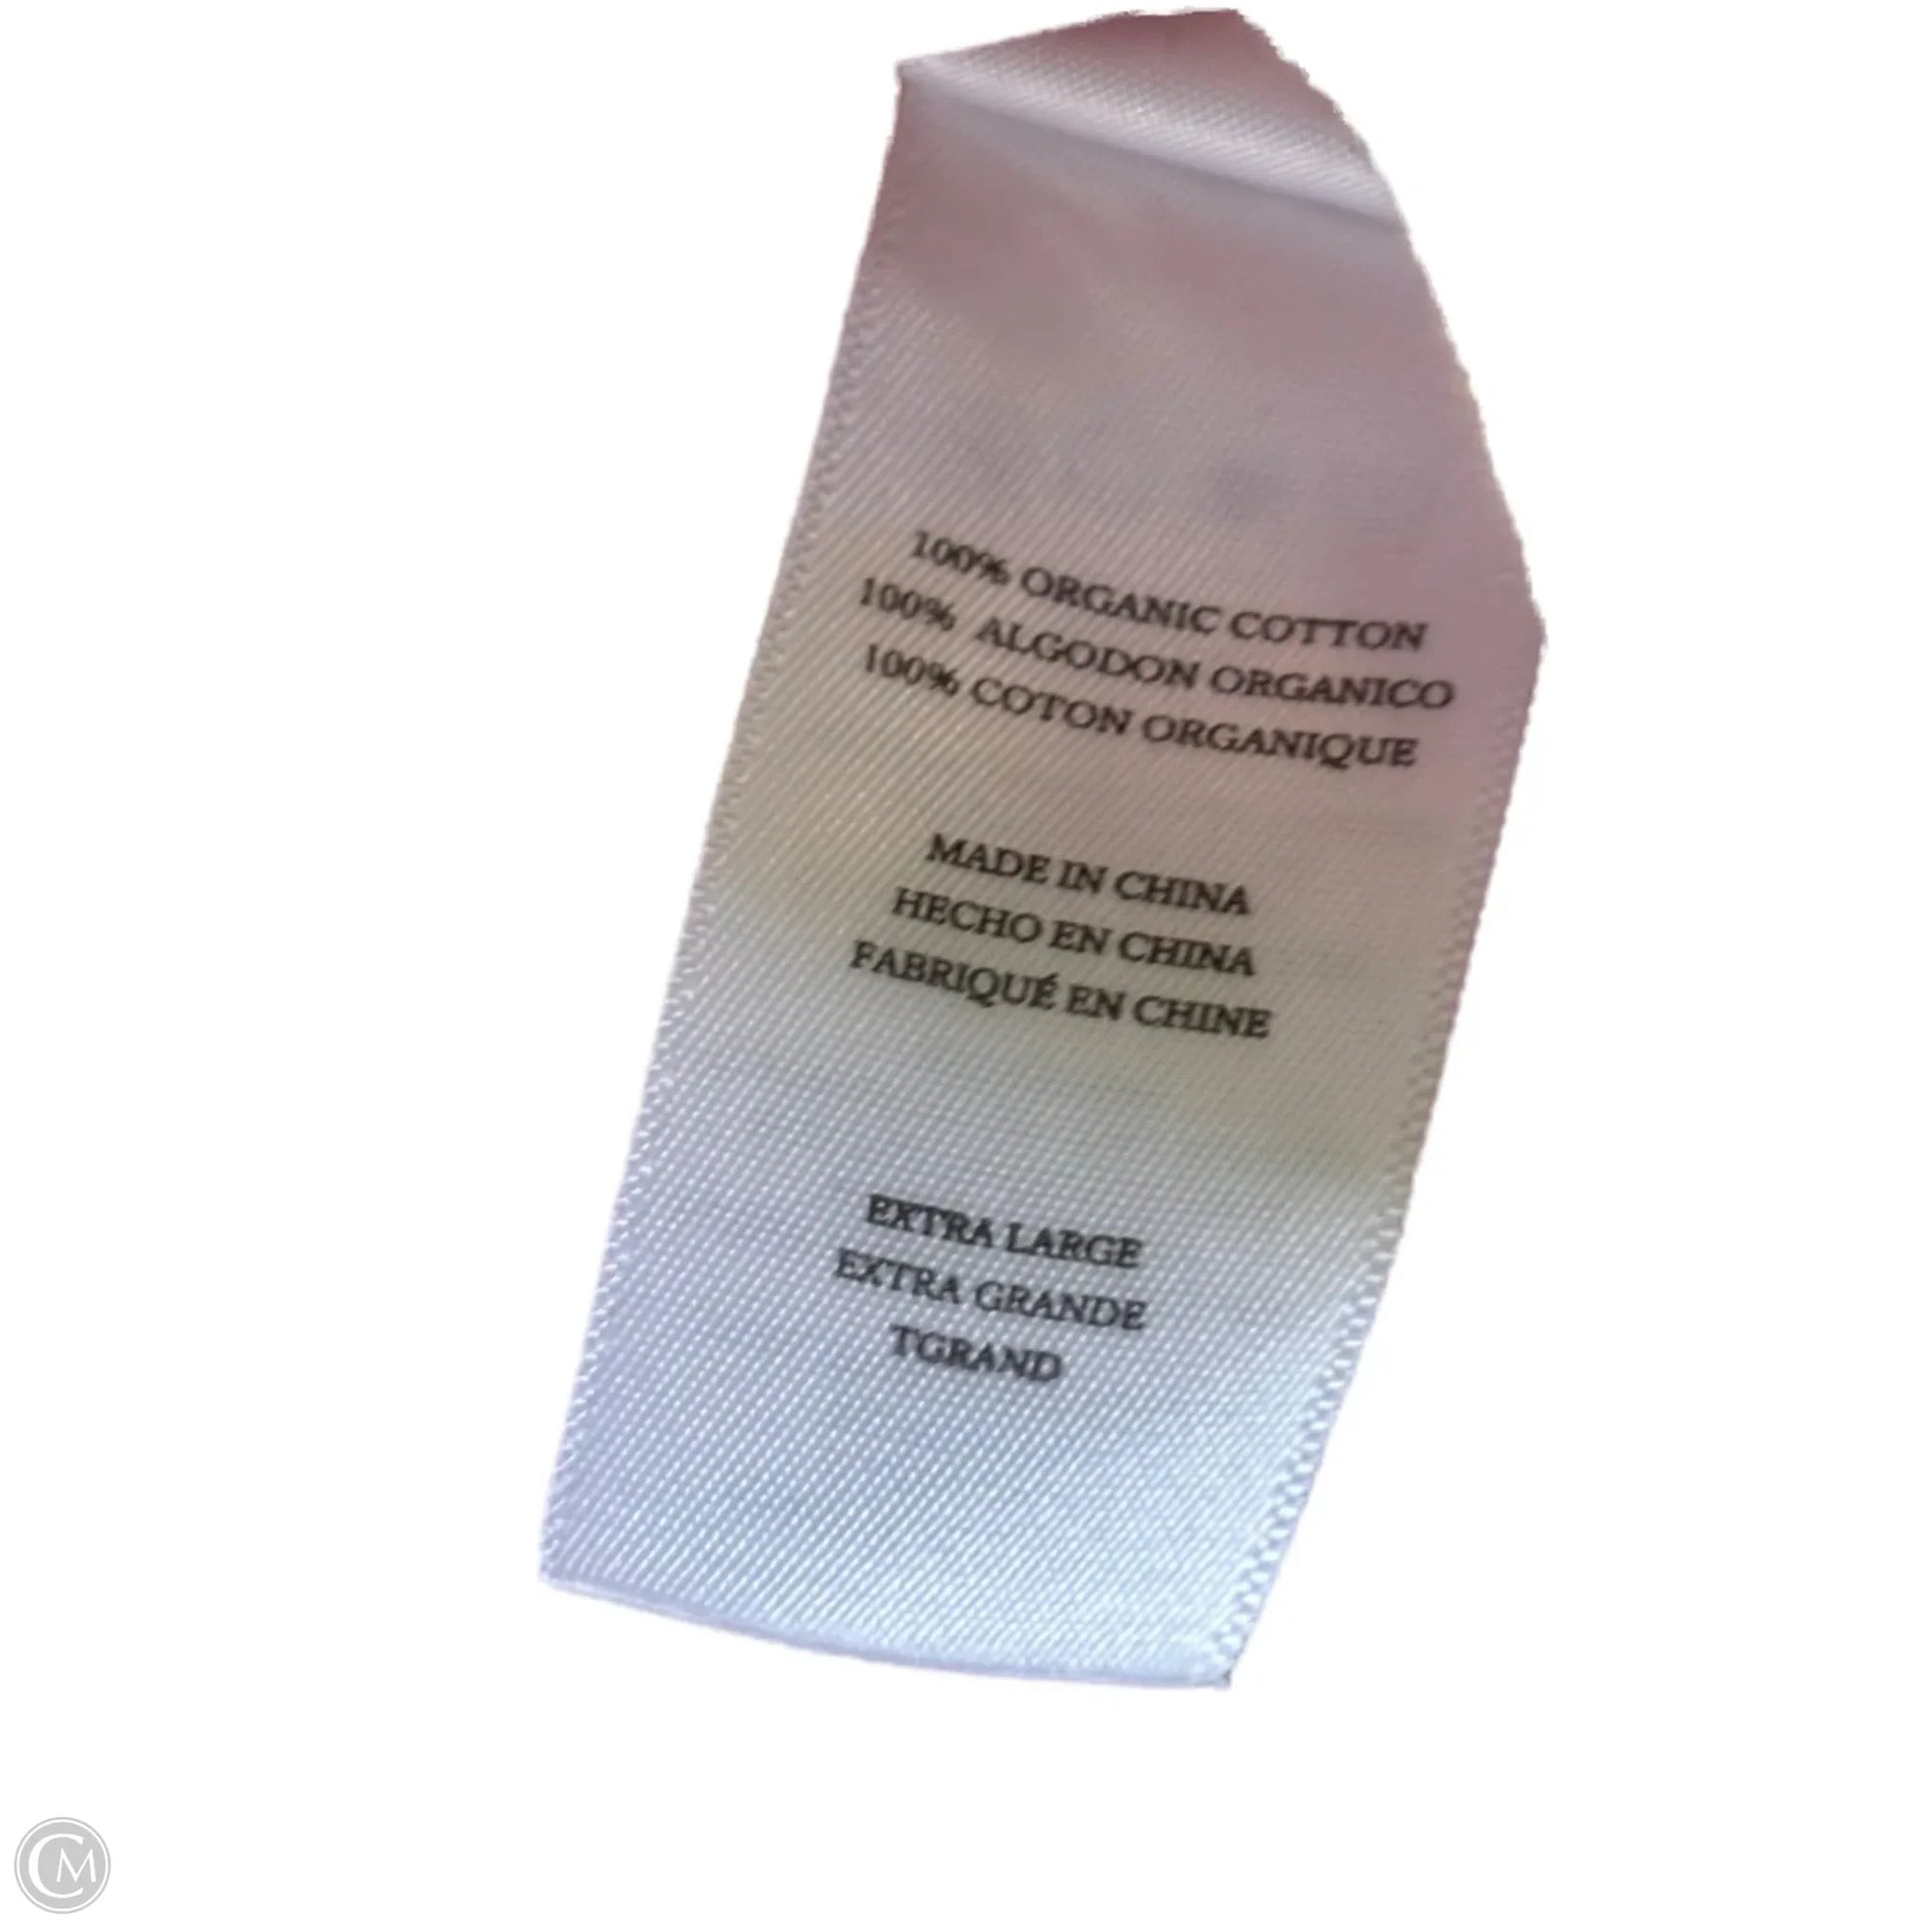 100% ORGANIC COTTON
100% ALGODON ORGANICO
100% COTON ORGANIQUE
MADE IN CHINA
HECHO EN CHINA
FABRIQUÉ EN CHINE
EXTRA LARGE
EXTRA GRANDE
TGRAND
CM